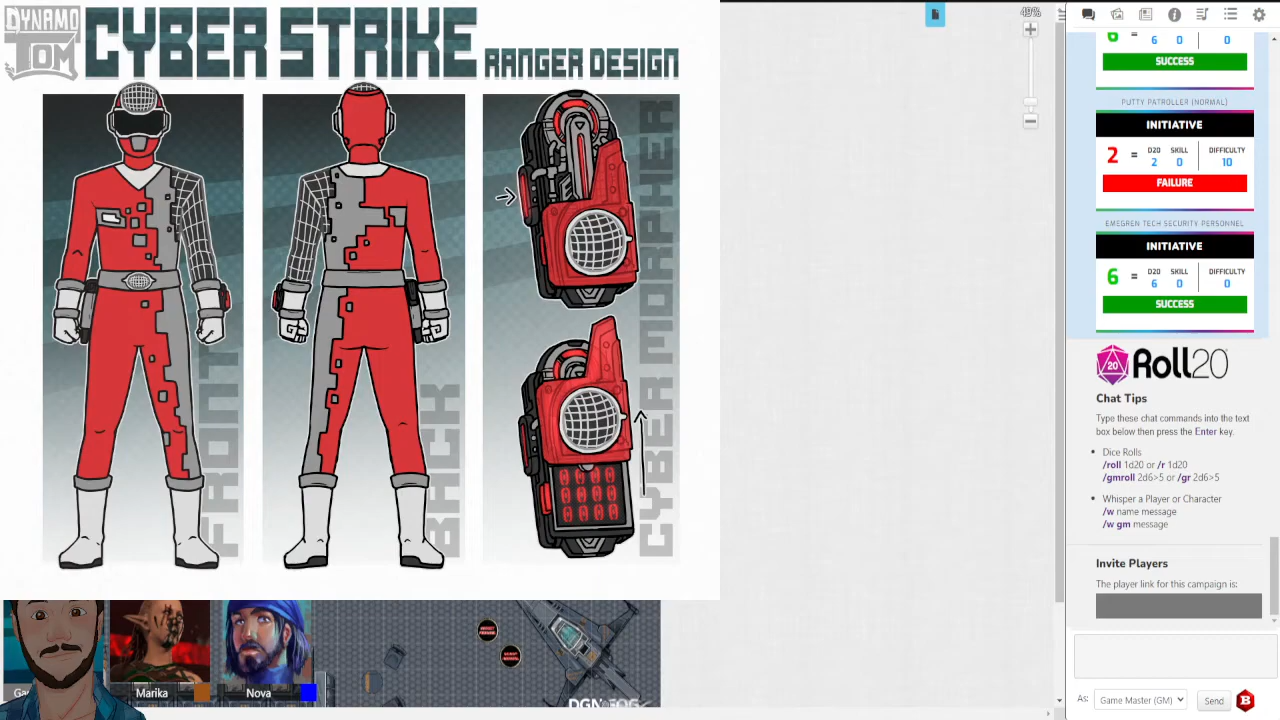 DYNAMO
TOM
CYBER STRIKE RANGER DESIGN
FRONT
BACK
CYBER MORPHER
Marika
Nova
49%
6 = 6 0 0
SUCCESS
PUTTY PATROLLER (NORMAL)
INITIATIVE
D20 SKILL DIFFICULTY
2 = 2 0 10
FAILURE
EMEGREN TECH SECURITY PERSONNEL
INITIATIVE
D20 SKILL DIFFICULTY
6 = 6 0 0
SUCCESS
20 Roll20
Chat Tips
Type these chat commands into the text
box below then press the Enter key.
Dice Rolls
/roll 1d20 or /r 1d20
/gmroll 2d6>5 or /gr 2d6>5
Whisper a Player or Character
/w name message
/w gm message
Invite Players
The player link for this campaign is:
As: Game Master (GM) Send